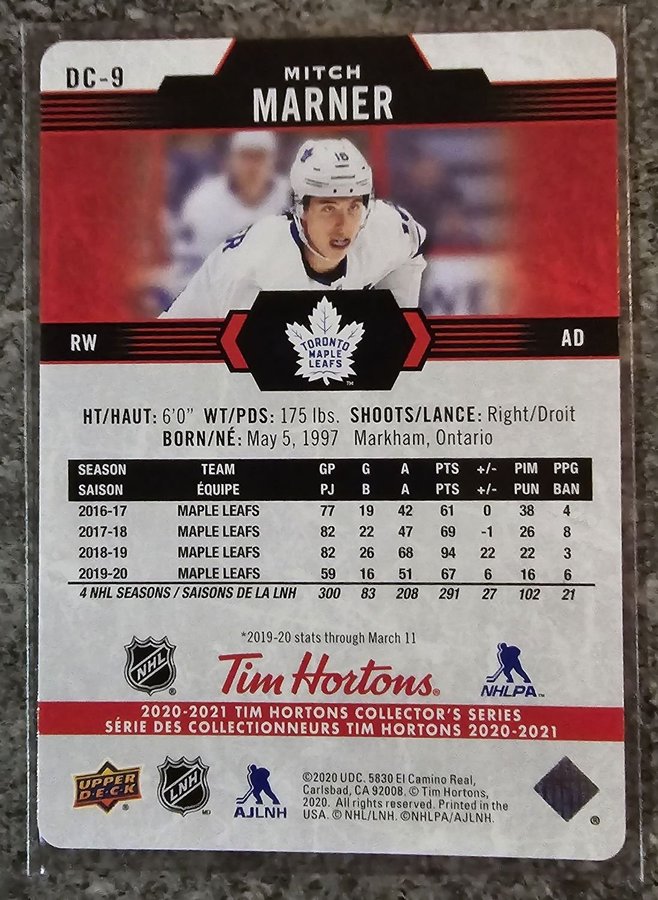 DC-9
MITCH
MARNER
16
RW
TORONTO
MAPLE
LEAFS
TM
AD
HT/HAUT: 6'0" WT/PDS: 175 lbs. SHOOTS/LANCE: Right/Droit
BORN/NÉ: May 5, 1997 Markham, Ontario
SEASON TEAM GP G A PTS +/- PIM PPG
SAISON ÉQUIPE PJ B A PTS +/- PUN BAN
2016-17 MAPLE LEAFS 77 19 42 61 0 38 4
2017-18 MAPLE LEAFS 82 22 47 69 -1 26 8
2018-19 MAPLE LEAFS 82 26 68 94 22 22 3
2019-20 MAPLE LEAFS 59 16 51 67 6 16 6
4 NHL SEASONS / SAISONS DE LA LNH 300 83 208 291 27 102 21
*2019-20 stats through March 11
NHL ®
Tim Hortons®
NHLPA™
2020-2021 TIM HORTONS COLLECTOR'S SERIES
SÉRIE DES COLLECTIONNEURS TIM HORTONS 2020-2021
UPPER
DECK
LNH
AJLNH
©2020 UDC. 5830 El Camino Real,
Carlsbad, CA 92008. © Tim Hortons,
2020. All rights reserved. Printed in the
USA. © NHL/LNH. ©NHLPA/AJLNH.
®